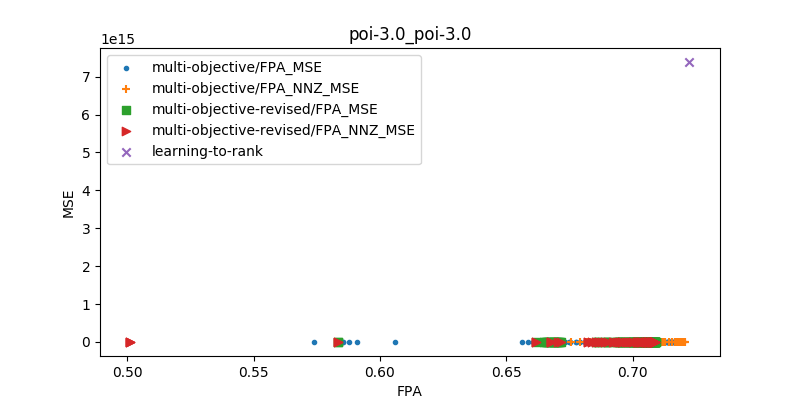 poi-3.0_poi-3.0
1e15
multi-objective/FPA_MSE
multi-objective/FPA_NNZ_MSE
multi-objective-revised/FPA_MSE
multi-objective-revised/FPA_NNZ_MSE
learning-to-rank
MSE
7
6
5
4
3
2
1
0
0.50 0.55 0.60 0.65 0.70
FPA